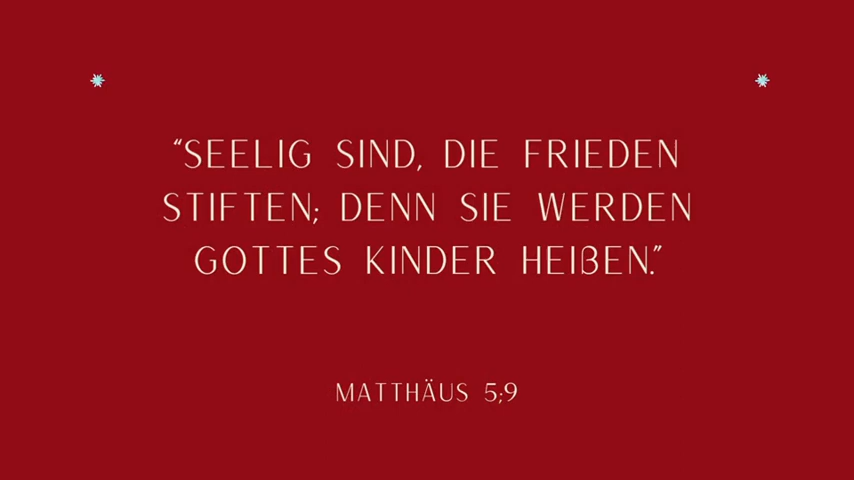 “SEELIG SIND, DIE FRIEDEN
STIFTEN; DENN SIE WERDEN
GOTTES KINDER HEIßEN.”
MATTHÄUS 5;9